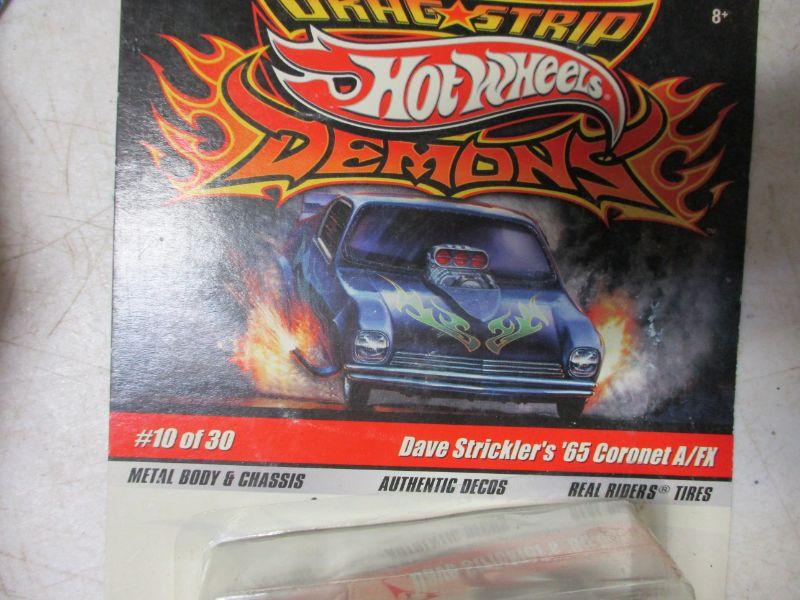 DRAG★STRIP
8+
Hot Wheels®
DEMONS™
#10 of 30
Dave Strickler's '65 Coronet A/FX
METAL BODY & CHASSIS
AUTHENTIC DECOS
REAL RIDERS® TIRES